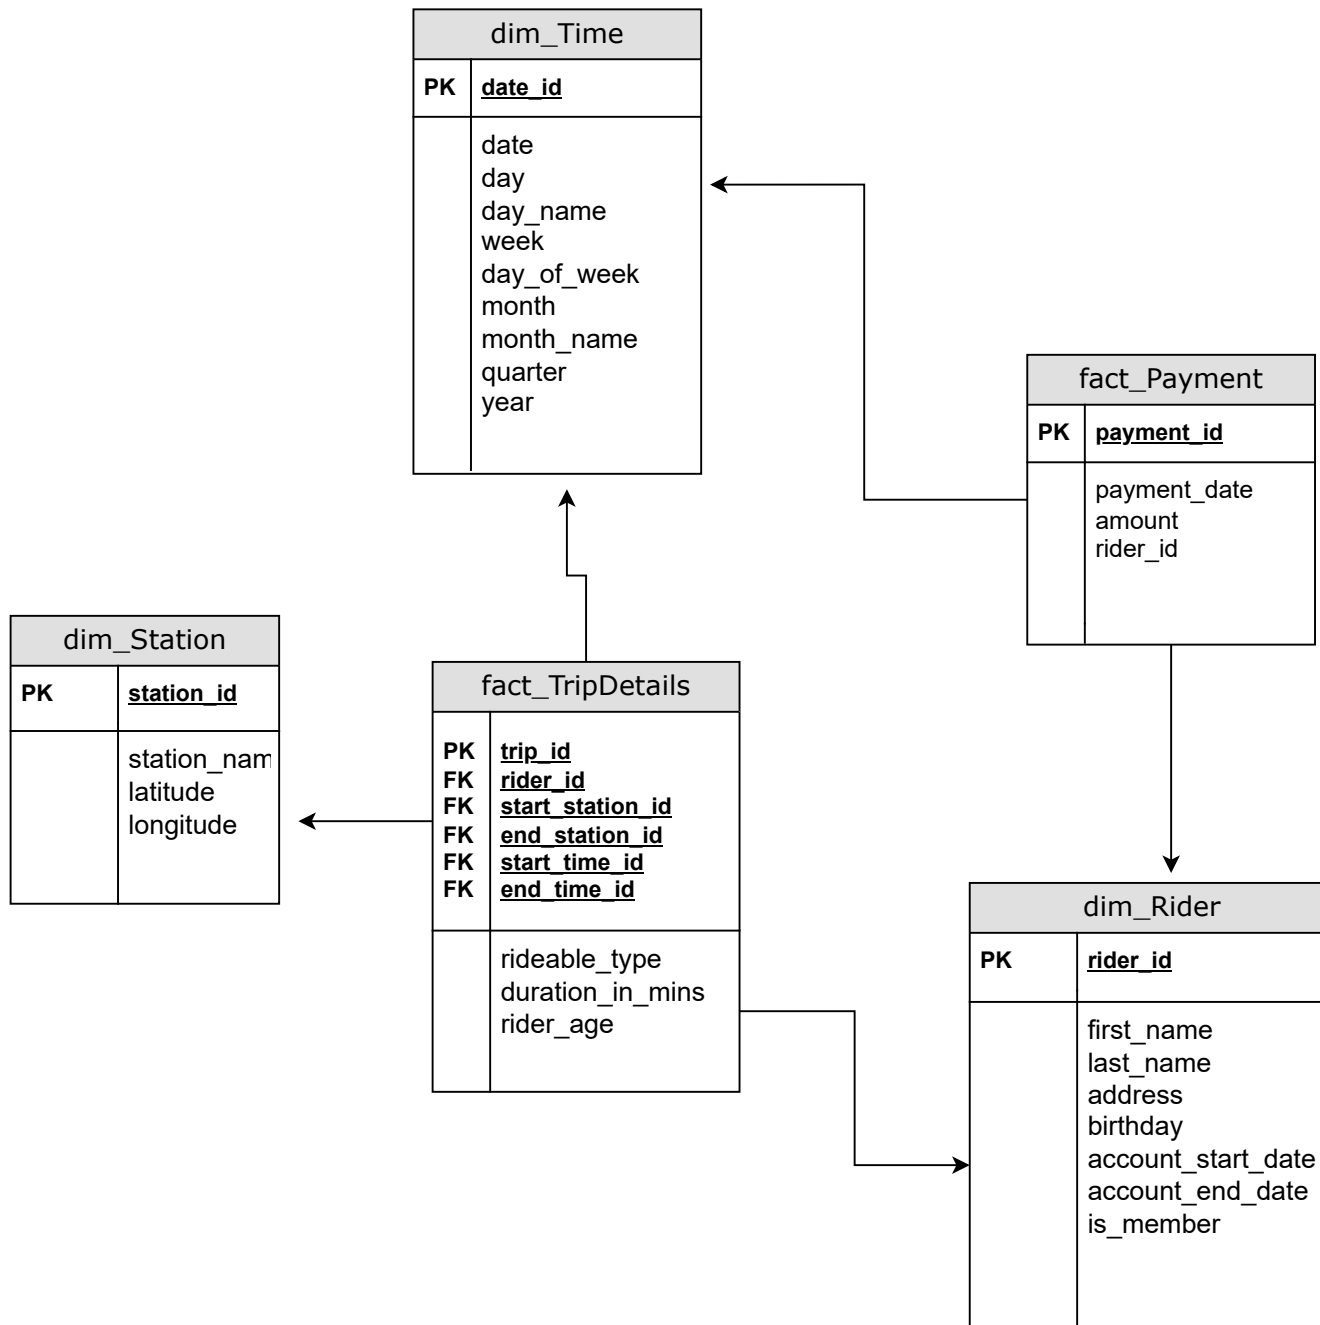 dim_Time
PK date_id
date
day
day_name
week
day_of_week
month
month_name
quarter
year
fact_Payment
PK payment_id
payment_date
amount
rider_id
dim_Station
PK station_id
station_nam
latitude
longitude
fact_TripDetails
PK trip_id
FK rider_id
FK start_station_id
FK end_station_id
FK start_time_id
FK end_time_id
rideable_type
duration_in_mins
rider_age
dim_Rider
PK rider_id
first_name
last_name
address
birthday
account_start_date
account_end_date
is_member